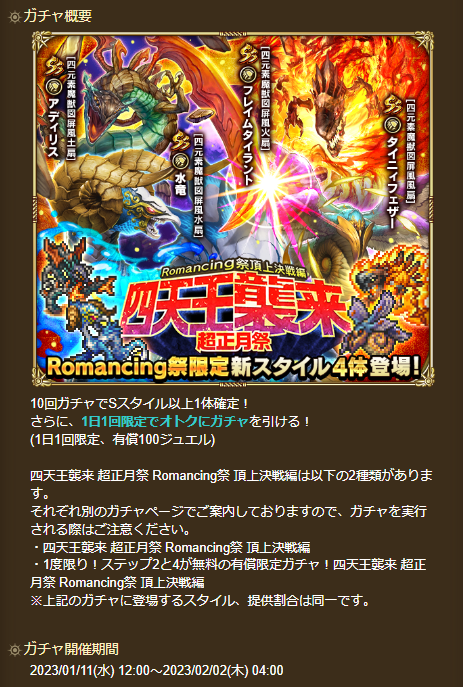 ガチャ概要
SS
[四元素魔獣図屏風土扇]
アディリス
SS
[四元素魔獣図屏風水扇]
水竜
SS
[四元素魔獣図屏風火扇]
フレイムタイラント
SS
[四元素魔獣図屏風風扇]
タイニィフェザー
Romancing祭頂上決戦編
四天王襲来
超正月祭
Romancing祭限定新スタイル4体登場!
10回ガチャでSスタイル以上1体確定！
さらに、1日1回限定でオトクにガチャを引ける！
(1日1回限定、有償100ジュエル)
四天王襲来 超正月祭 Romancing祭 頂上決戦編は以下の2種類がありま
す。
それぞれ別のガチャページでご案内しておりますので、ガチャを実行
される際はご注意ください。
・四天王襲来 超正月祭 Romancing祭 頂上決戦編
・1度限り！ステップ2と4が無料の有償限定ガチャ！四天王襲来 超正
月祭 Romancing祭 頂上決戦編
※上記のガチャに登場するスタイル、提供割合は同一です。
ガチャ開催期間
2023/01/11(水) 12:00～2023/02/02(木) 04:00